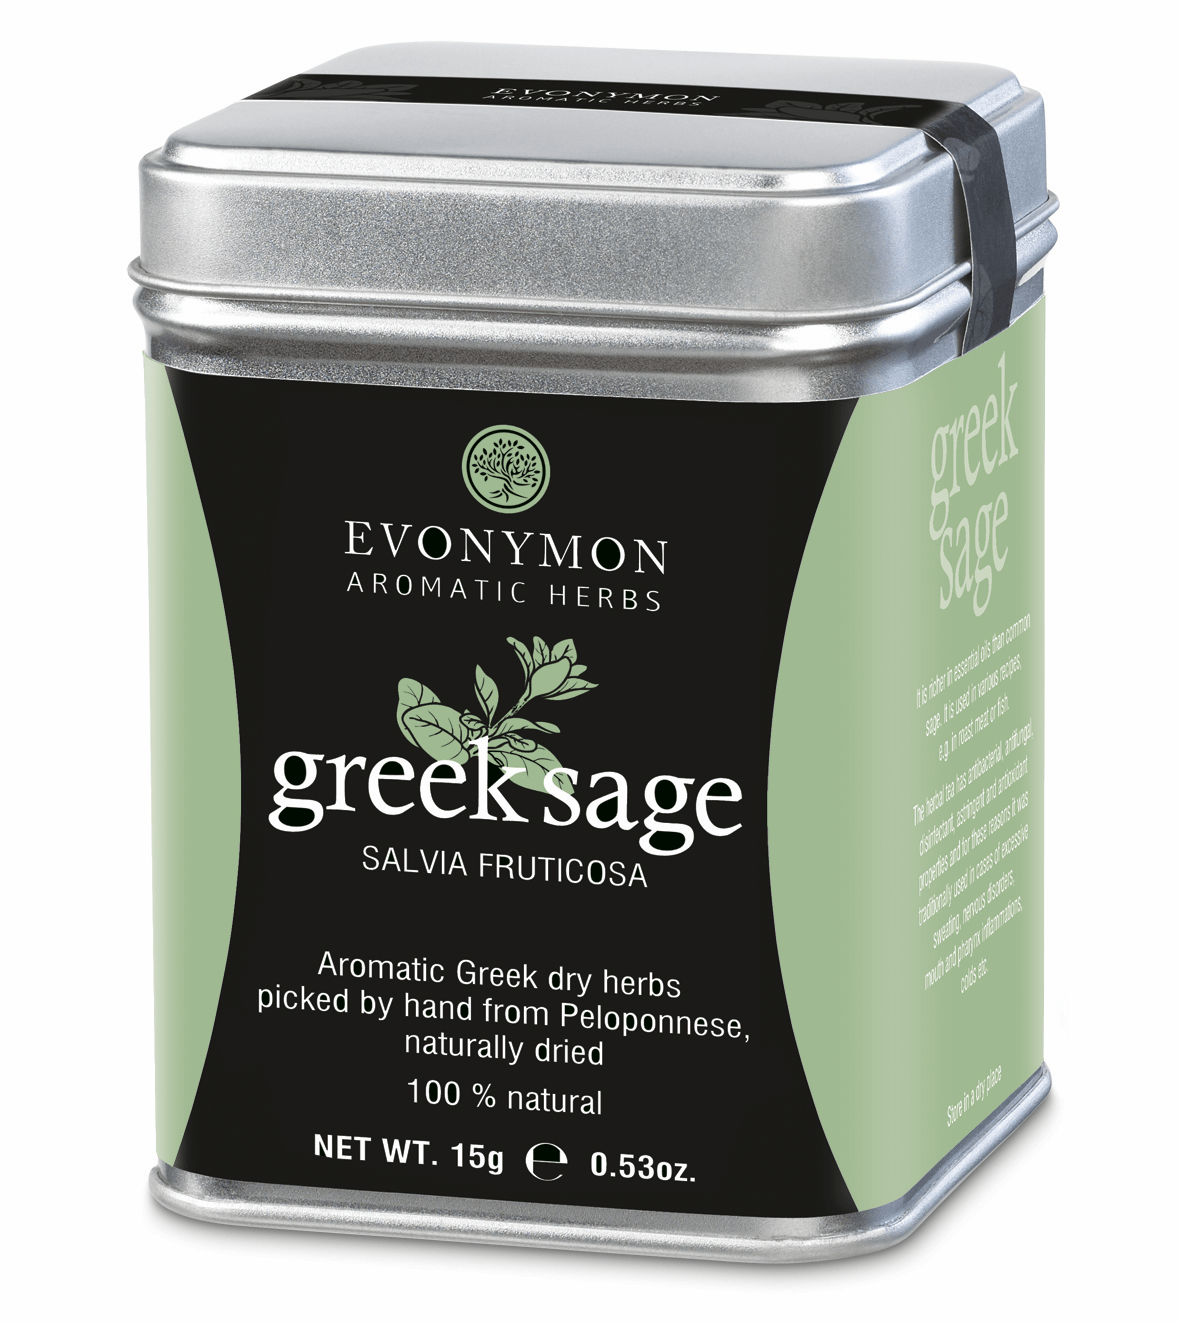 EVONYMON
AROMATIC HERBS
EVONYMON
AROMATIC HERBS
greek sage
SALVIA FRUTICOSA
Aromatic Greek dry herbs
picked by hand from Peloponnese,
naturally dried
100 % natural
NET WT. 15g ℮ 0.53oz.
greek
sage
It is richer in essential oils than common
sage. It is used in various recipes,
e.g. in roast meat or fish.
The herbal tea has antibacterial, antifungal,
disinfectant, astringent and antioxidant
properties and for these reasons it was
traditionally used in cases of excessive
sweating, nervous disorders,
mouth and pharynx inflammations,
colds etc.
Store in a dry place